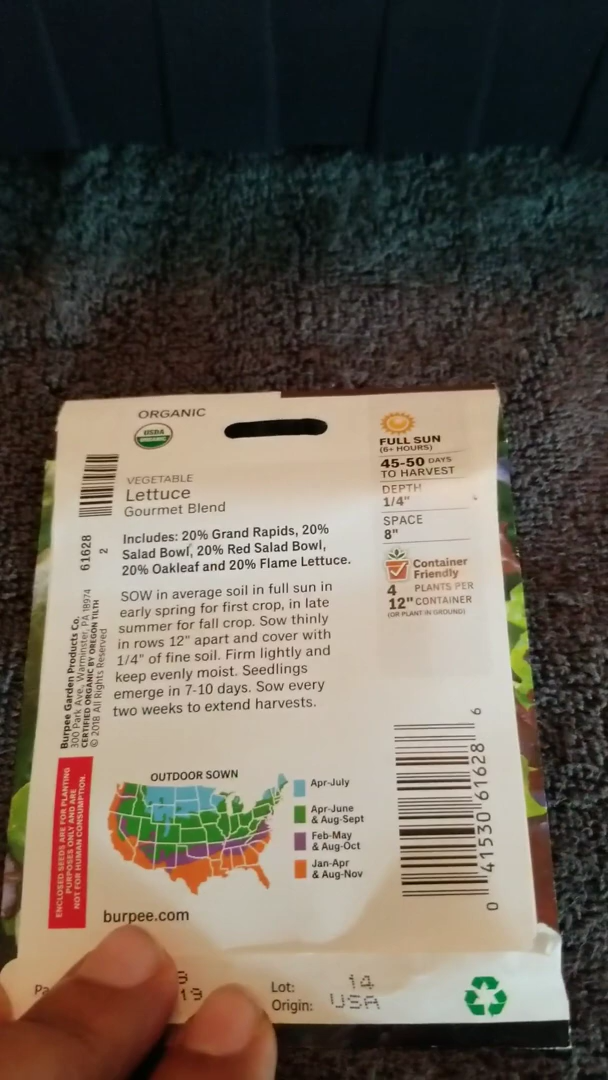 ORGANIC
USDA
ORGANIC
VEGETABLE
Lettuce
Gourmet Blend
Includes: 20% Grand Rapids, 20%
Salad Bowl, 20% Red Salad Bowl,
20% Oakleaf and 20% Flame Lettuce.
SOW in average soil in full sun in
early spring for first crop, in late
summer for fall crop. Sow thinly
in rows 12" apart and cover with
1/4" of fine soil. Firm lightly and
keep evenly moist. Seedlings
emerge in 7-10 days. Sow every
two weeks to extend harvests.
FULL SUN
(6+ HOURS)
45-50 DAYS
TO HARVEST
DEPTH
1/4"
SPACE
8"
Container
Friendly
4 PLANTS PER
12" CONTAINER
(OR PLANT IN GROUND)
61628
2
Burpee Garden Products Co.
300 Park Ave, Warminster, PA 18974
CERTIFIED ORGANIC BY OREGON TILTH
© 2018 All Rights Reserved
ENCLOSED SEEDS ARE FOR PLANTING
PURPOSES ONLY AND ARE
NOT FOR HUMAN CONSUMPTION.
OUTDOOR SOWN
Apr-July
Apr-June
& Aug-Sept
Feb-May
& Aug-Oct
Jan-Apr
& Aug-Nov
burpee.com
0 41530 61628 6
19
Lot: 14
Origin: USA